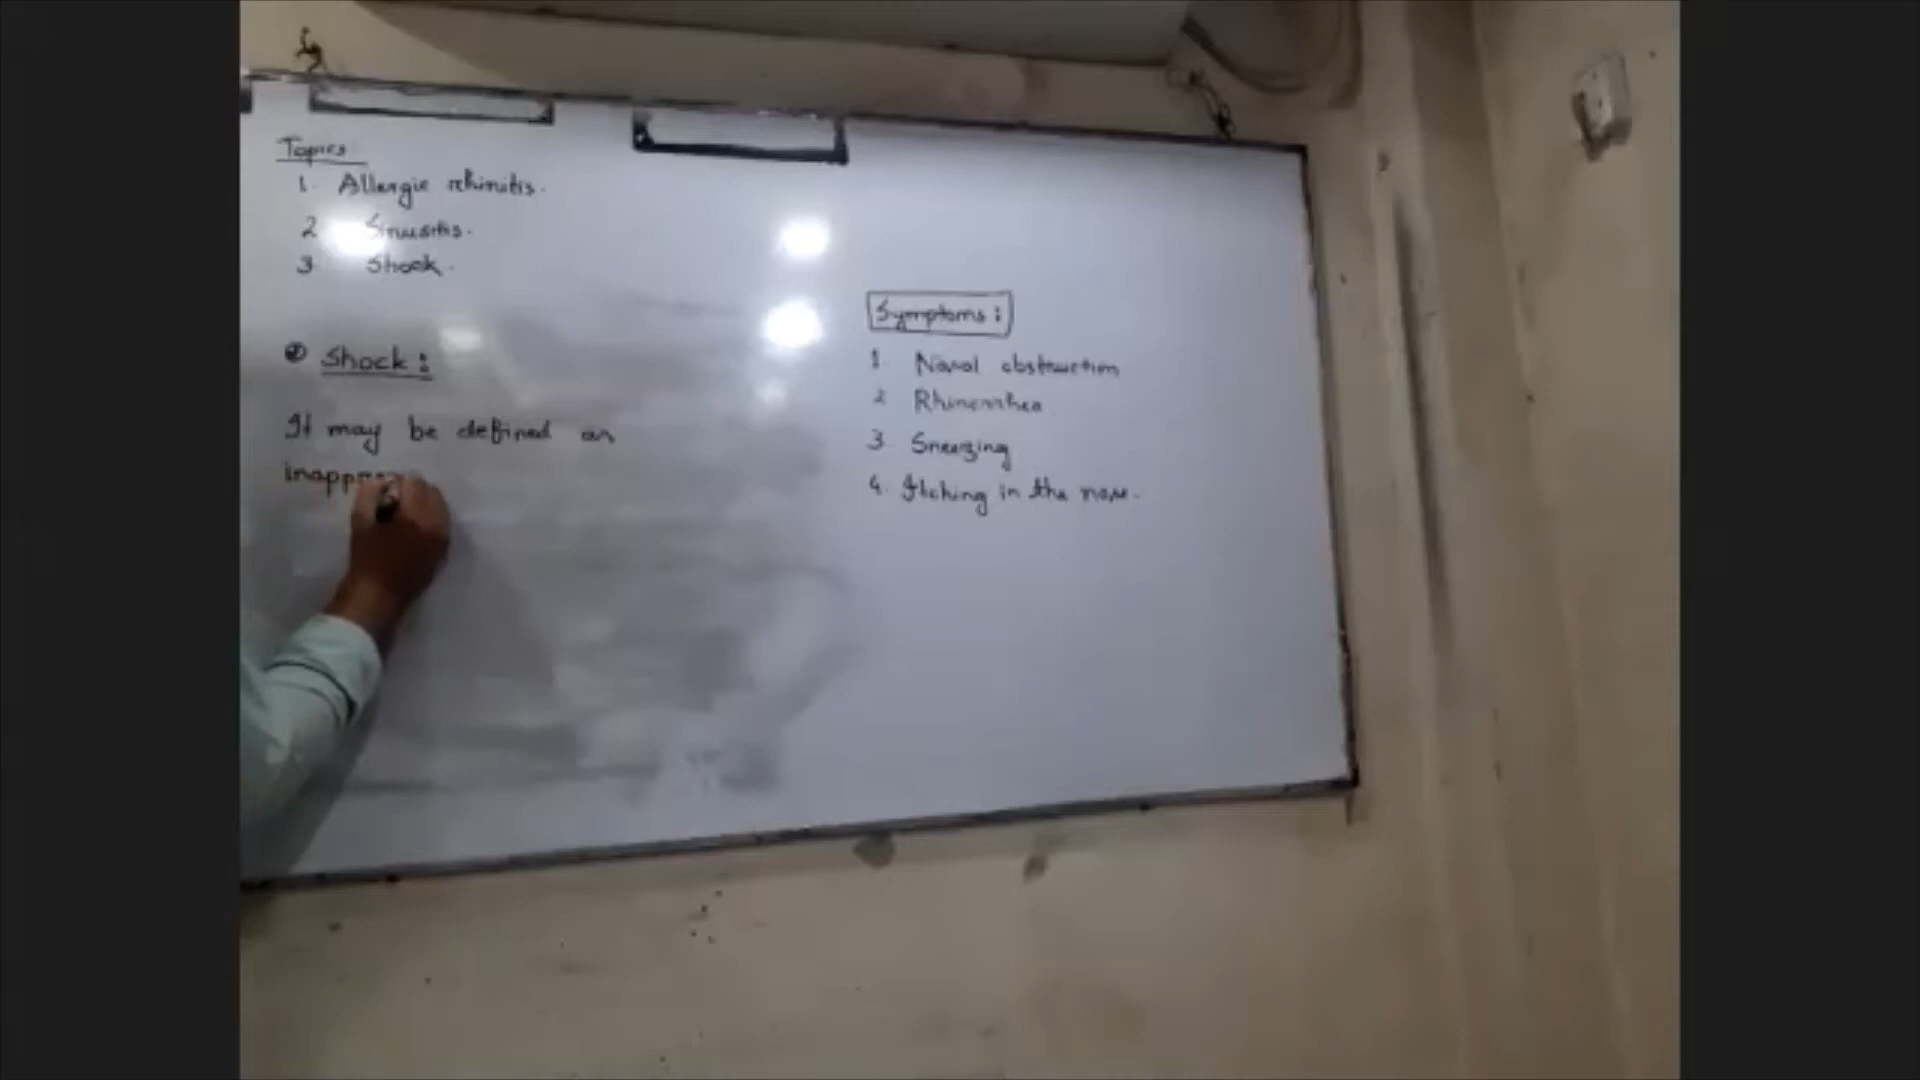 Topics
1. Allergic rhinitis.
2 Sinusitis.
3. Shock.
Shock :
It may be defined as
inappro
Symptoms :
1. Nasal obstruction
2 Rhinorrhea
3. Sneezing
4. Itching in the nose.